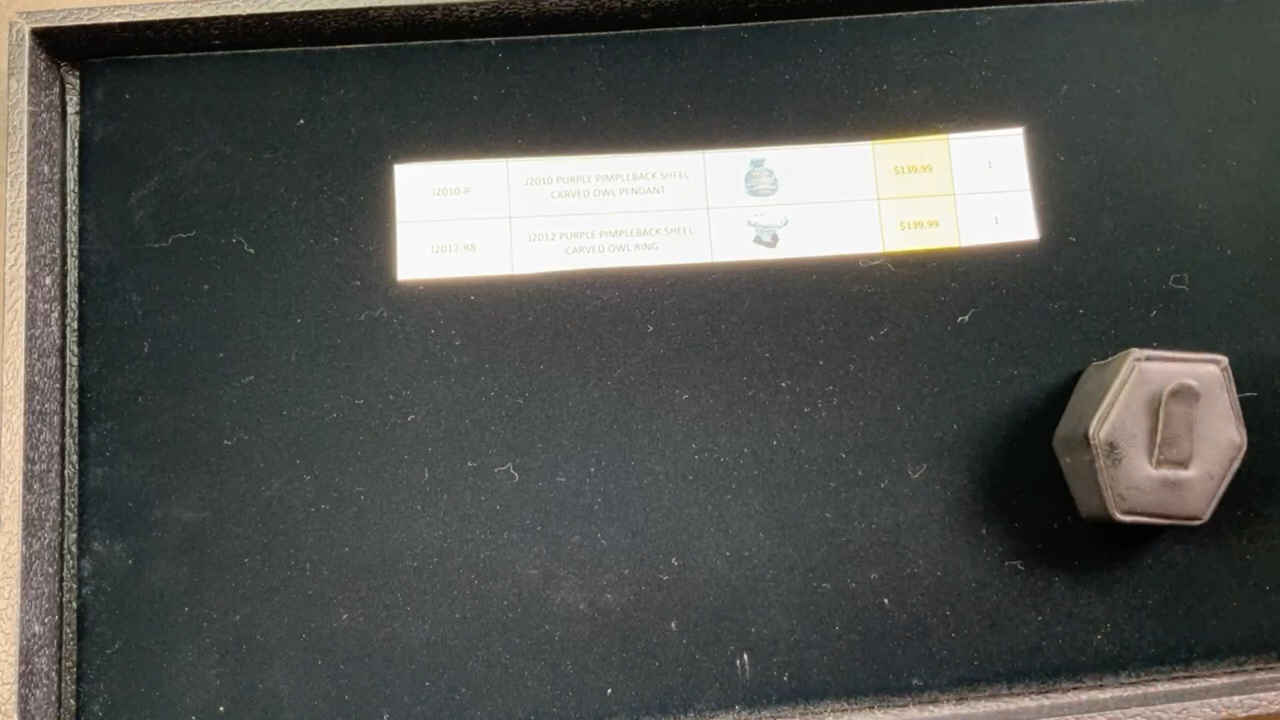 J2010-P
J2010 PURPLE PIMPLEBACK SHELL
CARVED OWL PENDANT
$139.99
1
J2012-R8
J2012 PURPLE PIMPLEBACK SHELL
CARVED OWL RING
$139.99
1